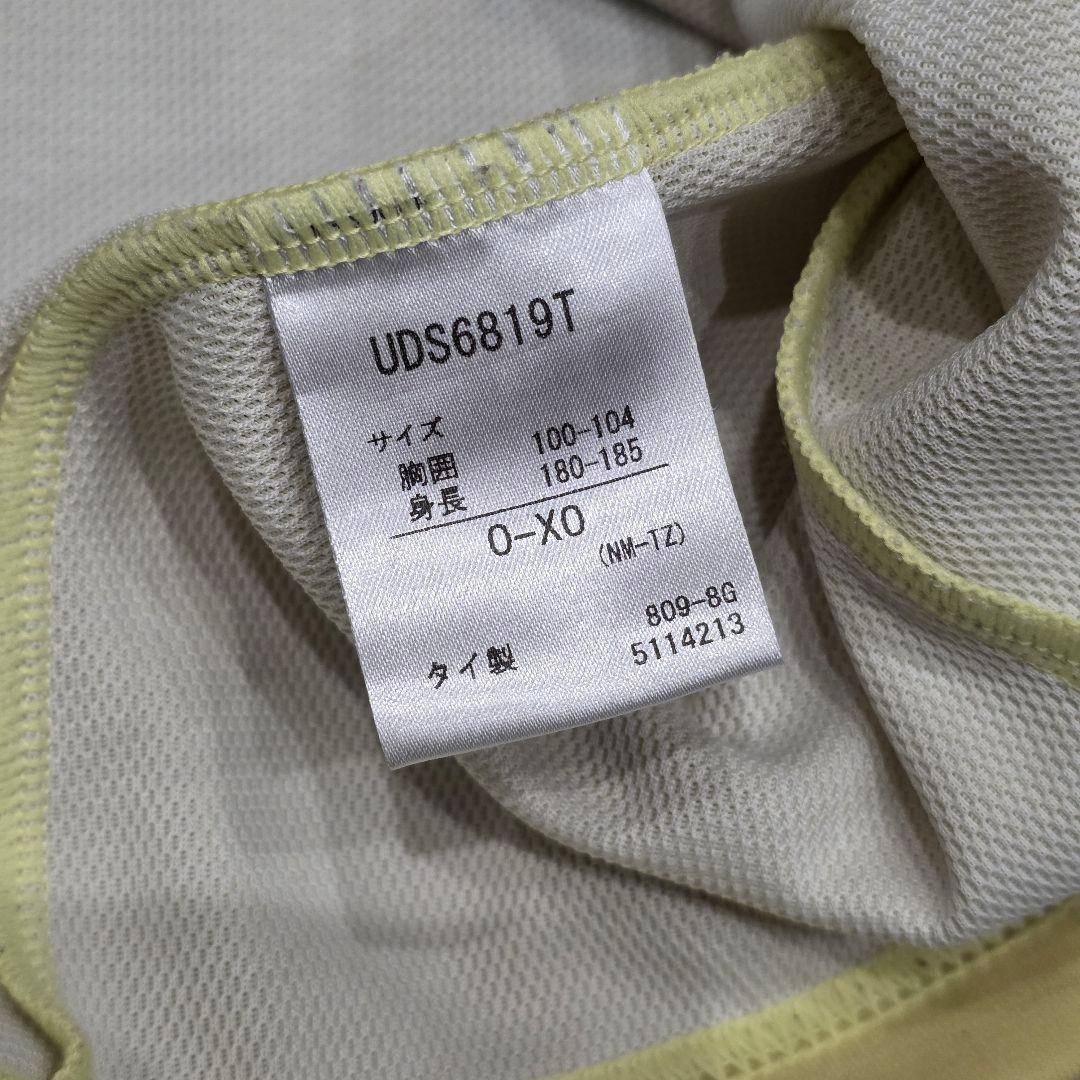 UDS6819T
サイズ
胸囲 100-104
身長 180-185
O-XO
(NM-TZ)
809-8G
タイ製 5114213